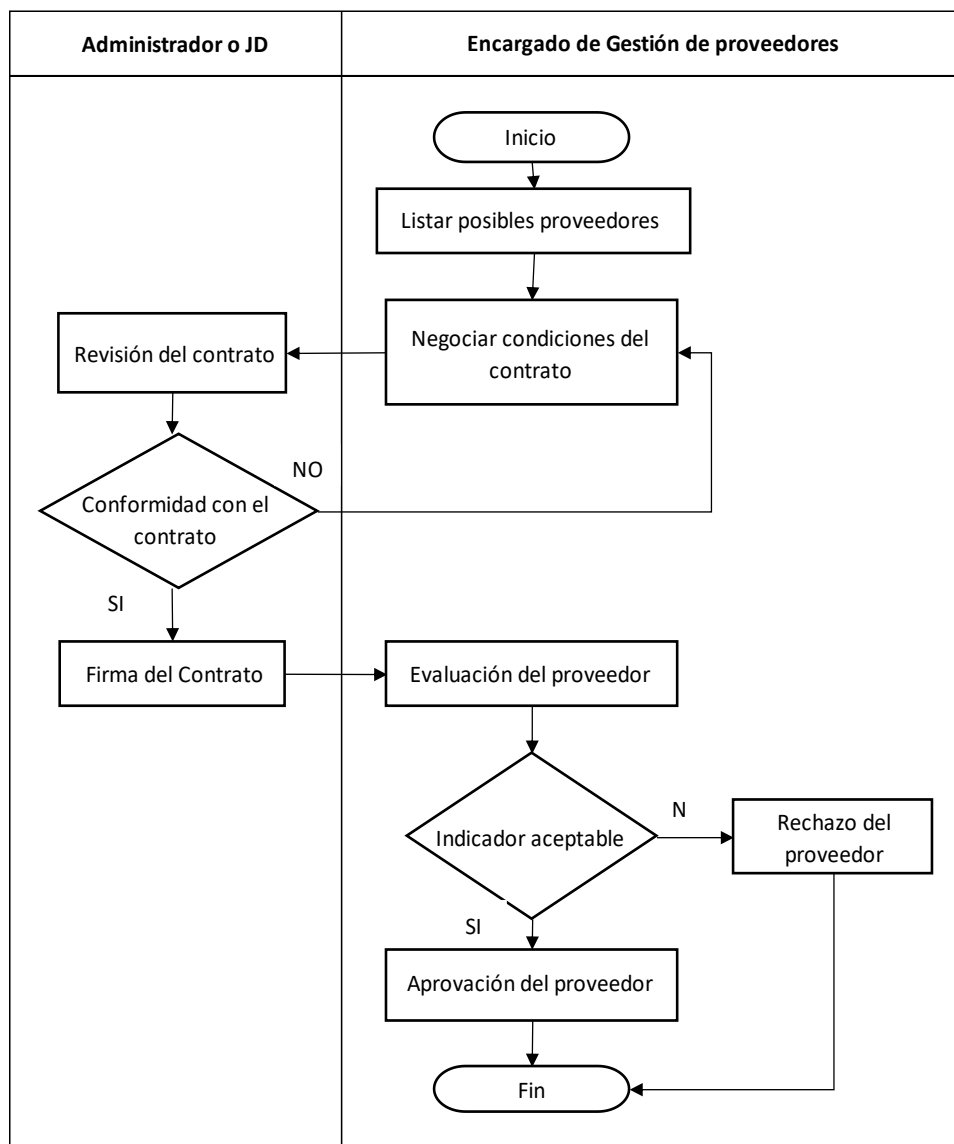 Administrador o JD
Encargado de Gestión de proveedores
Inicio
Listar posibles proveedores
Negociar condiciones del
contrato
Revisión del contrato
NO
Conformidad con el
contrato
SI
Firma del Contrato
Evaluación del proveedor
N
Indicador aceptable
Rechazo del
proveedor
SI
Aprovación del proveedor
Fin